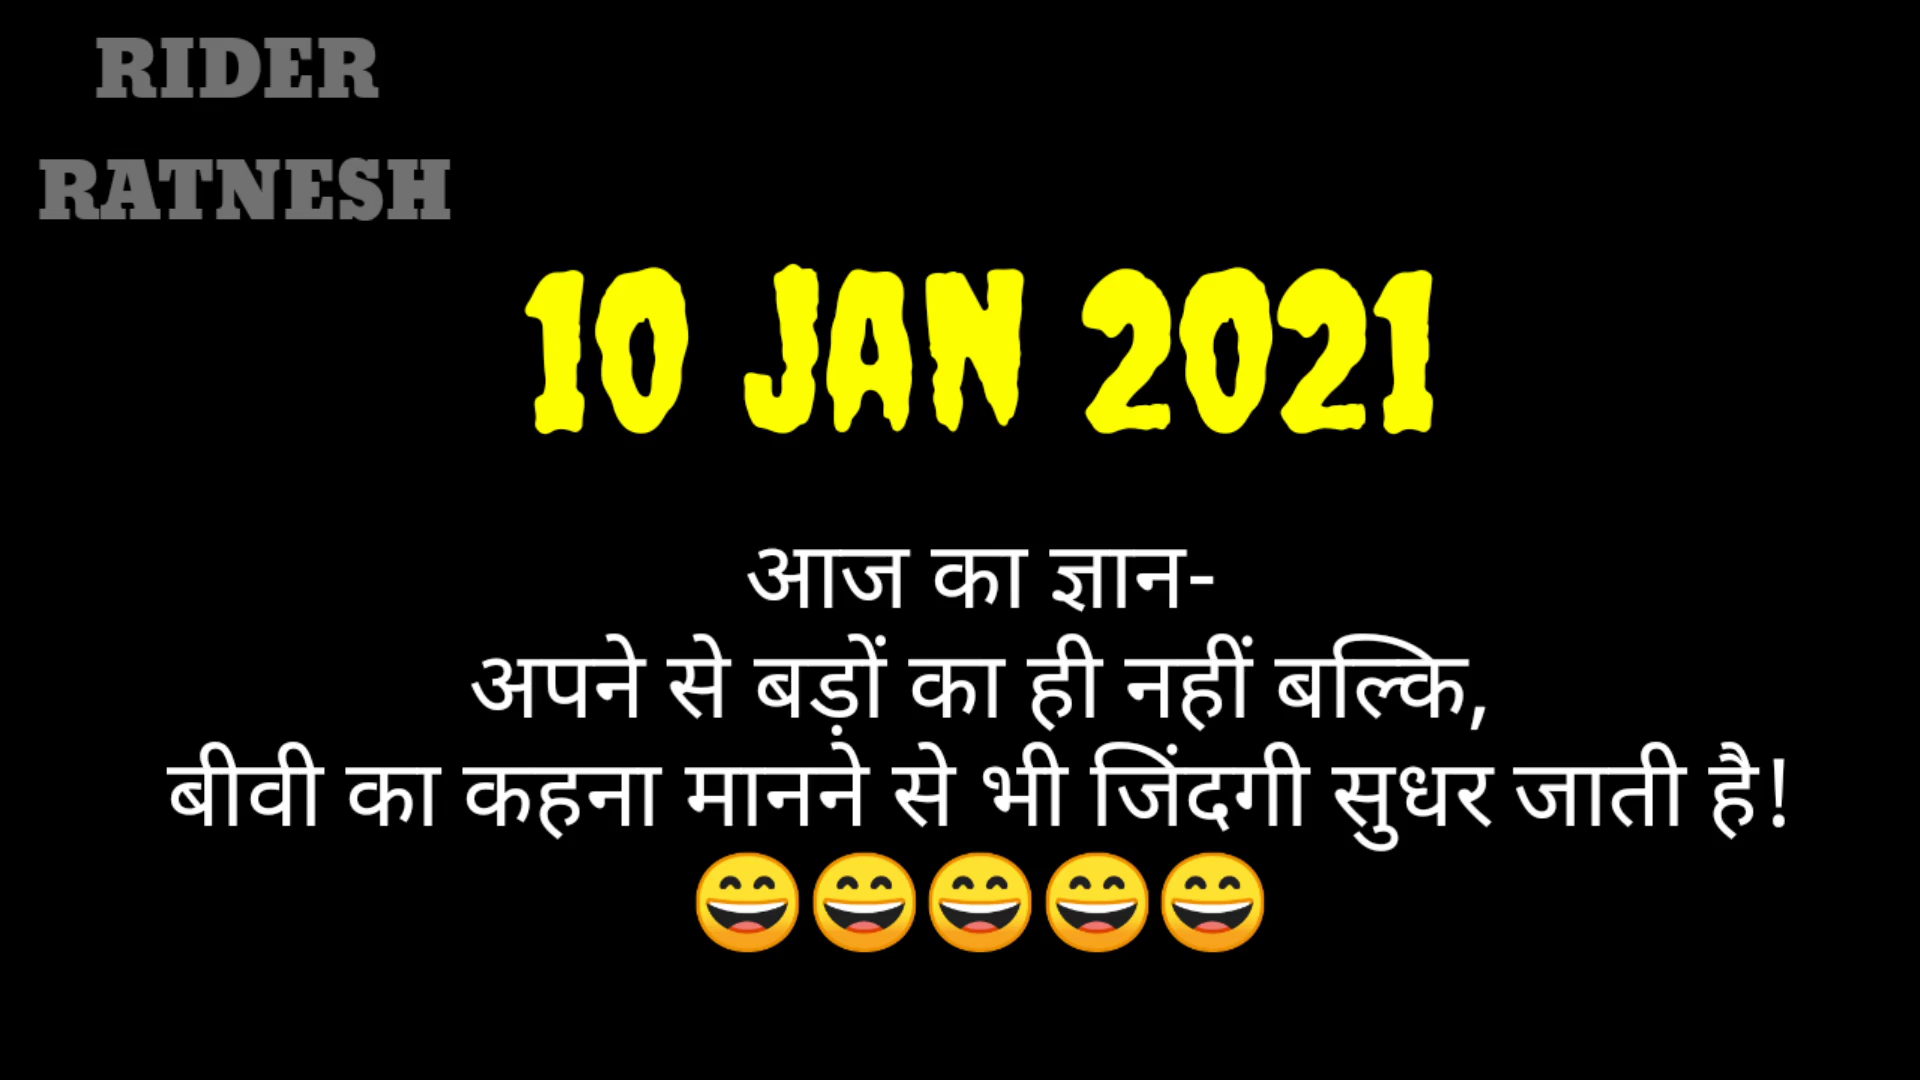 RIDER
RATNESH
10 JAN 2021
आज का ज्ञान-
अपने से बड़ों का ही नहीं बल्कि,
बीवी का कहना मानने से भी जिंदगी सुधर जाती है!
😄😄😄😄😄